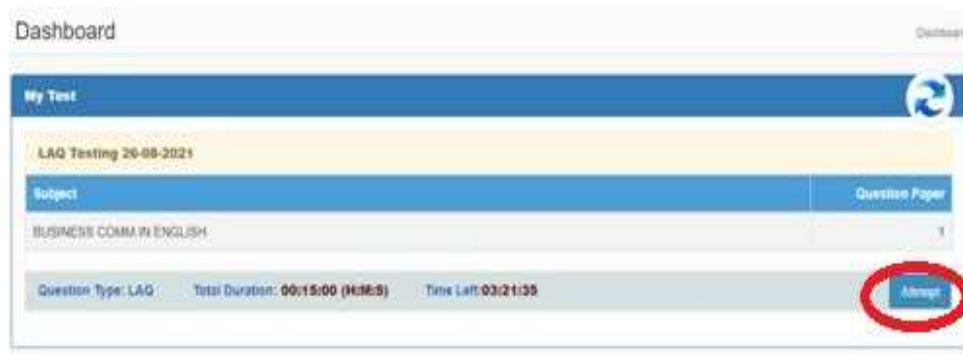 Dashboard
My Test
LAQ Testing 26-08-2021
Subject Question Paper
BUSINESS COMM IN ENGLISH 1
Question Type: LAQ Total Duration: 00:15:00 (H:M:S) Time Left:03:21:35 Attempt